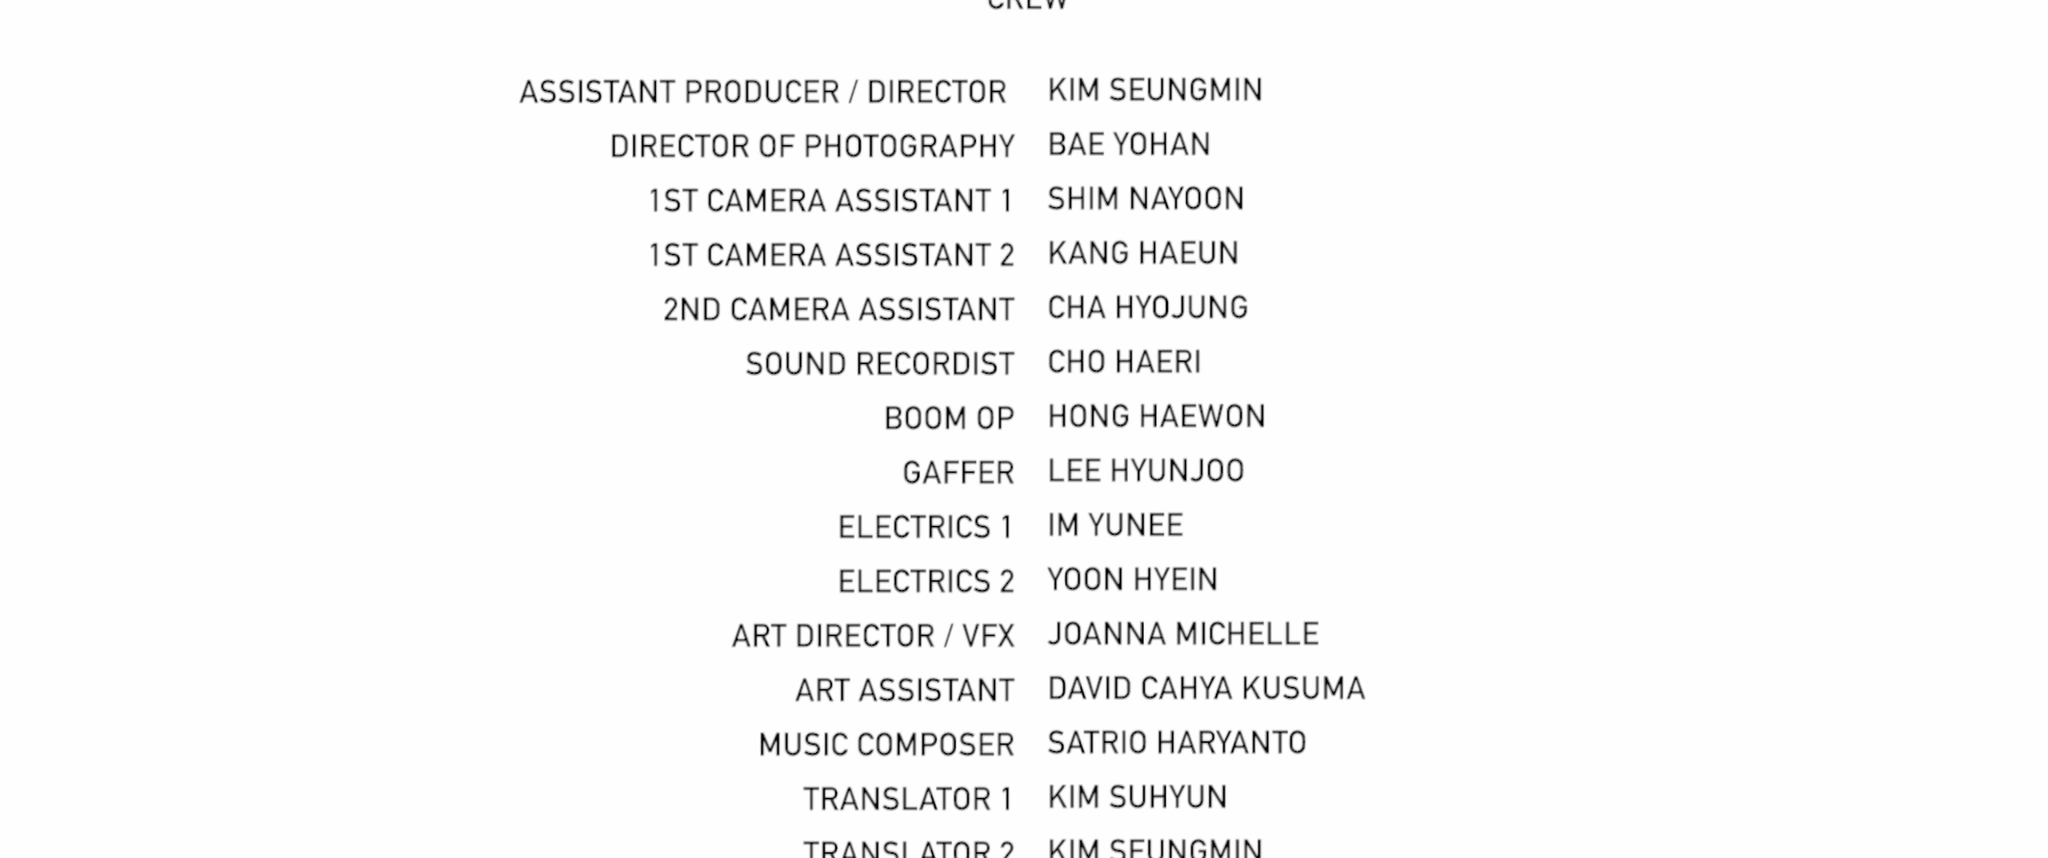 CREW
ASSISTANT PRODUCER / DIRECTOR KIM SEUNGMIN
DIRECTOR OF PHOTOGRAPHY BAE YOHAN
1ST CAMERA ASSISTANT 1 SHIM NAYOON
1ST CAMERA ASSISTANT 2 KANG HAEUN
2ND CAMERA ASSISTANT CHA HYOJUNG
SOUND RECORDIST CHO HAERI
BOOM OP HONG HAEWON
GAFFER LEE HYUNJOO
ELECTRICS 1 IM YUNEE
ELECTRICS 2 YOON HYEIN
ART DIRECTOR / VFX JOANNA MICHELLE
ART ASSISTANT DAVID CAHYA KUSUMA
MUSIC COMPOSER SATRIO HARYANTO
TRANSLATOR 1 KIM SUHYUN
TRANSLATOR 2 KIM SEUNGMIN